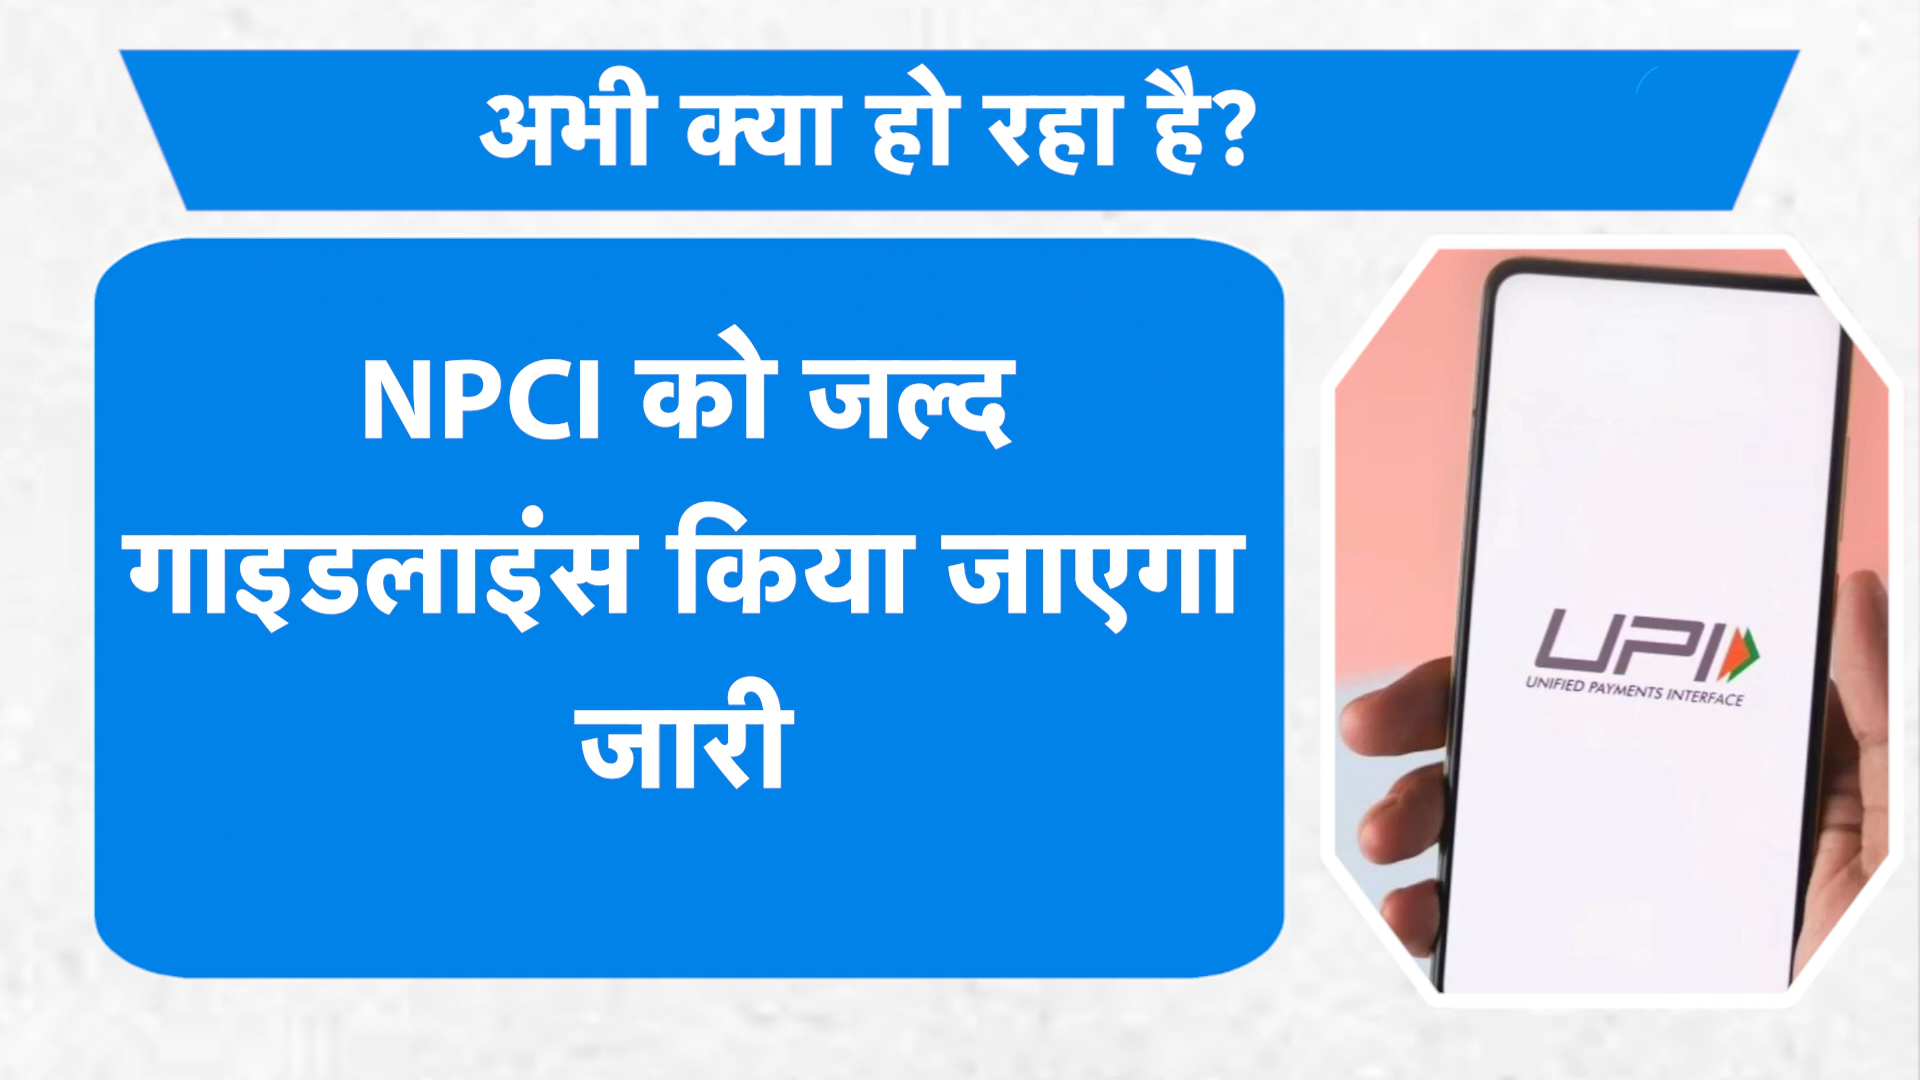 अभी क्या हो रहा है?
NPCI को जल्द
गाइडलाइंस किया जाएगा
जारी
UPI
UNIFIED PAYMENTS INTERFACE